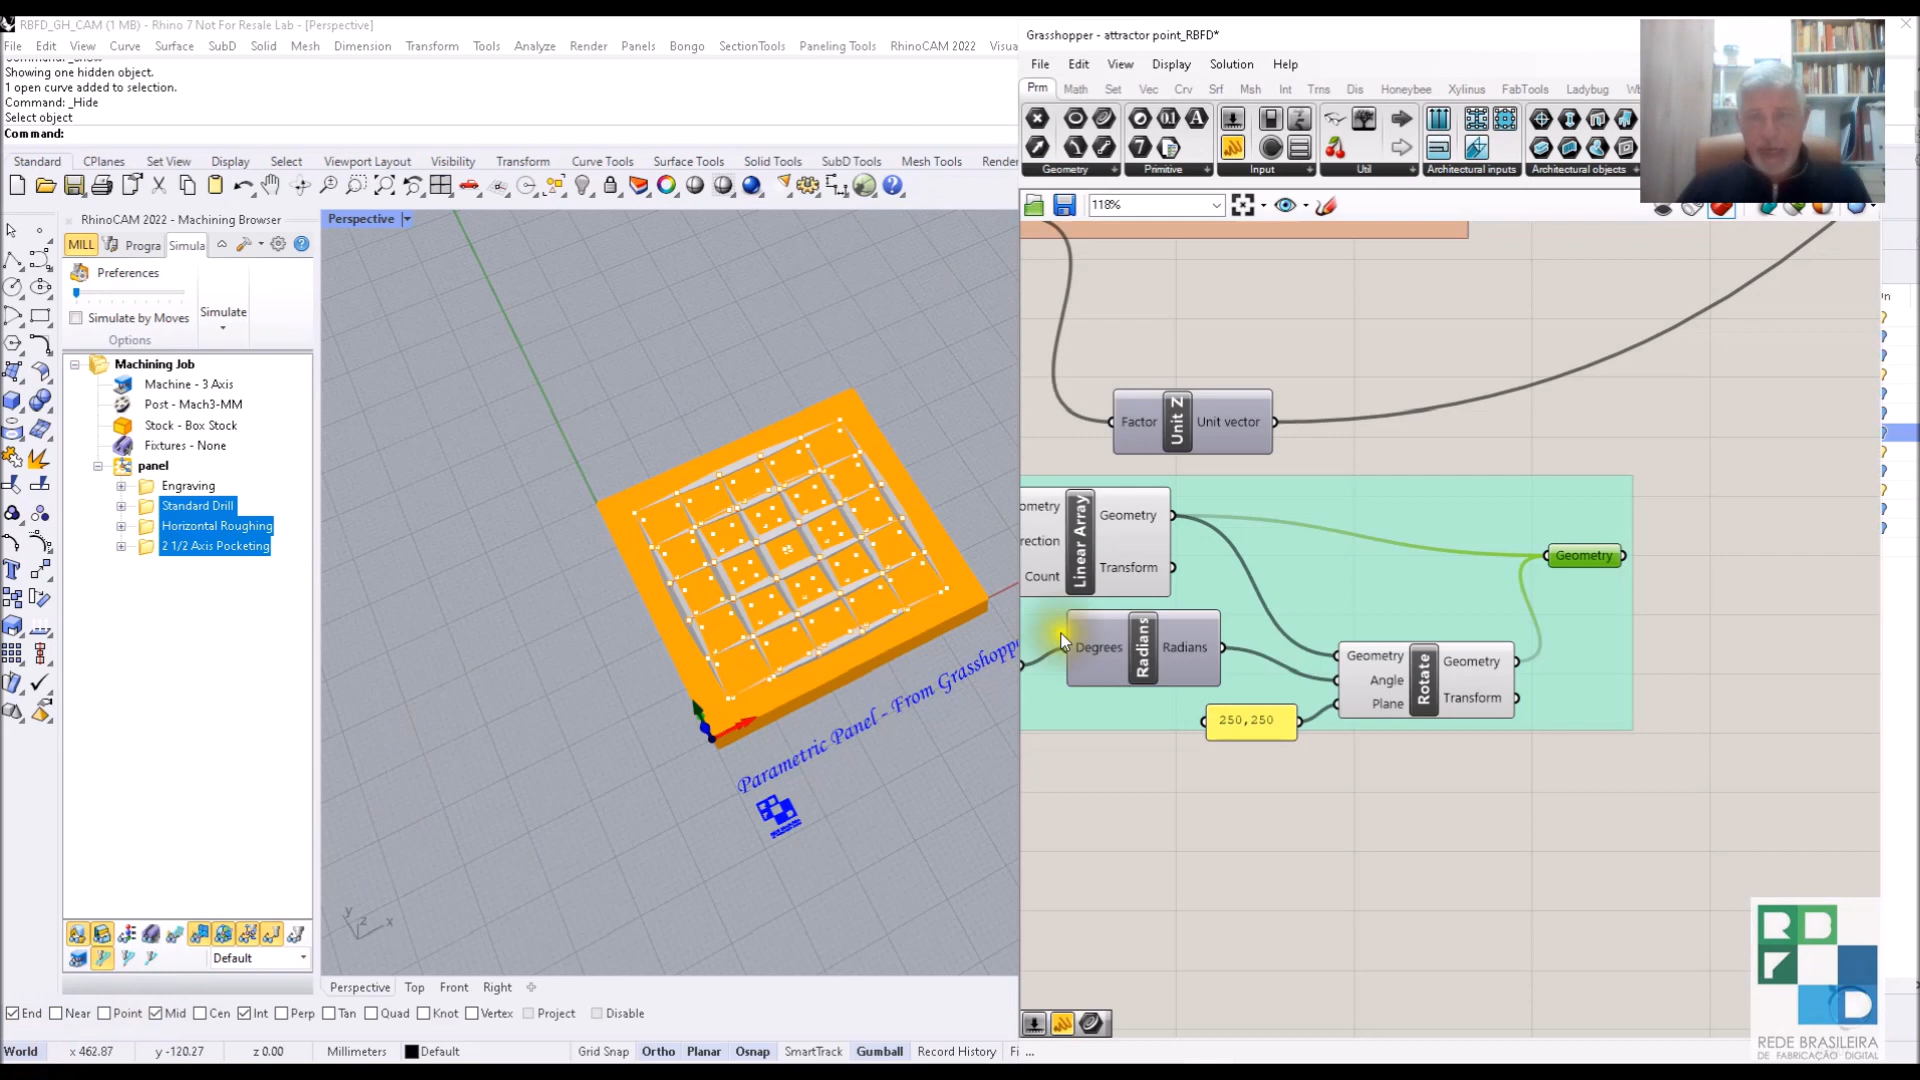 RBFD_GH_CAM (1 MB) - Rhino 7 Not For Resale Lab - [Perspective]
File Edit View Curve Surface SubD Solid Mesh Dimension Transform Tools Analyze Render Panels Bongo SectionTools Paneling Tools RhinoCAM 2022
Showing one hidden object.
1 open curve added to selection.
Command: _Hide
Select object
Command:
Standard CPlanes Set View Display Select Viewport Layout Visibility Transform Curve Tools Surface Tools Solid Tools SubD Tools Mesh Tools
RhinoCAM 2022 - Machining Browser
MILL Progra Simula
Preferences
Simulate by Moves
Simulate
Options
Machining Job
Machine - 3 Axis
Post - Mach3-MM
Stock - Box Stock
Fixtures - None
panel
Engraving
Standard Drill
Horizontal Roughing
2 1/2 Axis Pocketing
Default
Perspective
Parametric Panel - From Grasshopp
y z x
Perspective Top Front Right
End Near Point Mid Cen Int Perp Tan Quad Knot Vertex Project Disable
World x 462.87 y -120.27 z 0.00 Millimeters Default Grid Snap Ortho Planar Osnap SmartTrack Gumball Record History Fi ...
Grasshopper - attractor point_RBFD*
File Edit View Display Solution Help
Prm Math Set Vec Crv Srf Msh Int Trns Dis Honeybee Xylinus FabTools Ladybug
Geometry Primitive Input Util Architectural inputs Architectural objects
118%
Factor Unit Z Unit vector
ometry
rection
Count
Linear Array
Geometry
Transform
Geometry
Degrees Radians Radians
Geometry
Angle
Plane
Rotate
Geometry
Transform
250,250
RBFD
REDE BRASILEIRA
DE FABRICAÇÃO DIGITAL